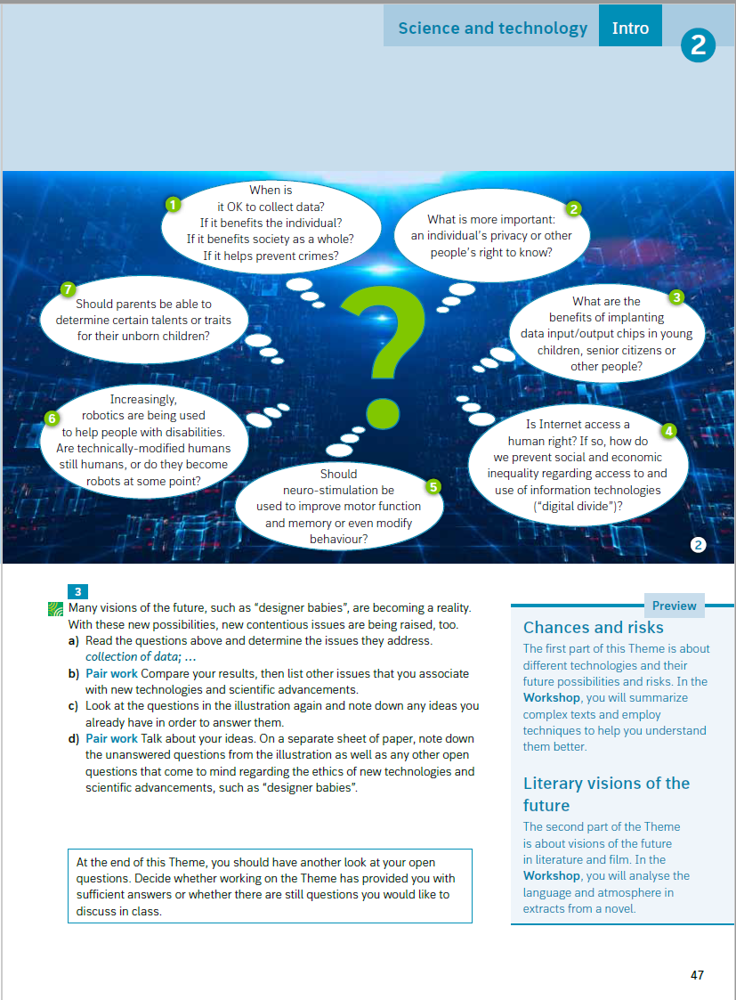 Science and technology Intro
2
1
When is
it OK to collect data?
If it benefits the individual?
If it benefits society as a whole?
If it helps prevent crimes?
2
What is more important:
an individual's privacy or other
people's right to know?
3
What are the
benefits of implanting
data input/output chips in young
children, senior citizens or
other people?
4
Is Internet access a
human right? If so, how do
we prevent social and economic
inequality regarding access to and
use of information technologies
("digital divide")?
5
Should
neuro-stimulation be
used to improve motor function
and memory or even modify
behaviour?
6
Increasingly,
robotics are being used
to help people with disabilities.
Are technically-modified humans
still humans, or do they become
robots at some point?
7
Should parents be able to
determine certain talents or traits
for their unborn children?
?
2
3
Many visions of the future, such as "designer babies", are becoming a reality.
With these new possibilities, new contentious issues are being raised, too.
a) Read the questions above and determine the issues they address.
collection of data; ...
b) Pair work Compare your results, then list other issues that you associate
with new technologies and scientific advancements.
c) Look at the questions in the illustration again and note down any ideas you
already have in order to answer them.
d) Pair work Talk about your ideas. On a separate sheet of paper, note down
the unanswered questions from the illustration as well as any other open
questions that come to mind regarding the ethics of new technologies and
scientific advancements, such as "designer babies".
At the end of this Theme, you should have another look at your open
questions. Decide whether working on the Theme has provided you with
sufficient answers or whether there are still questions you would like to
discuss in class.
Preview
Chances and risks
The first part of this Theme is about
different technologies and their
future possibilities and risks. In the
Workshop, you will summarize
complex texts and employ
techniques to help you understand
them better.
Literary visions of the
future
The second part of the Theme
is about visions of the future
in literature and film. In the
Workshop, you will analyse the
language and atmosphere in
extracts from a novel.
47